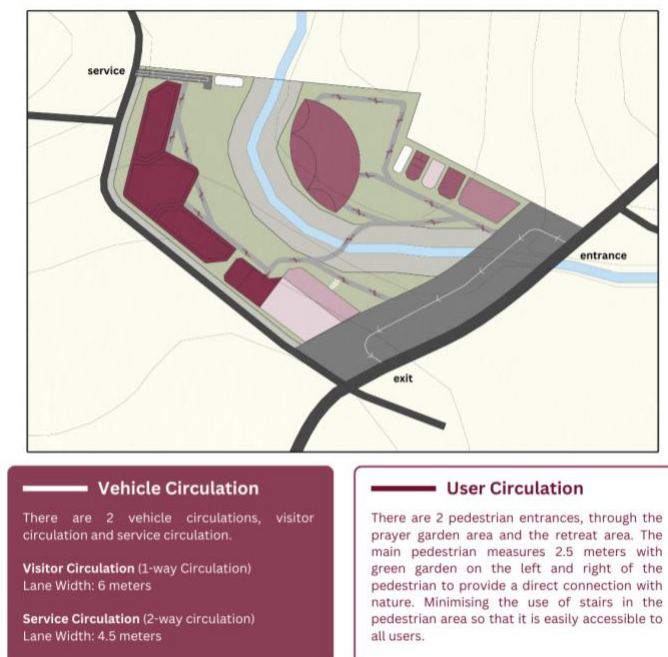 service
entrance
exit
Vehicle Circulation
There are 2 vehicle circulations, visitor
circulation and service circulation.
Visitor Circulation (1-way Circulation)
Lane Width: 6 meters
Service Circulation (2-way circulation)
Lane Width: 4.5 meters
User Circulation
There are 2 pedestrian entrances, through the
prayer garden area and the retreat area. The
main pedestrian measures 2.5 meters with
green garden on the left and right of the
pedestrian to provide a direct connection with
nature. Minimising the use of stairs in the
pedestrian area so that it is easily accessible to
all users.